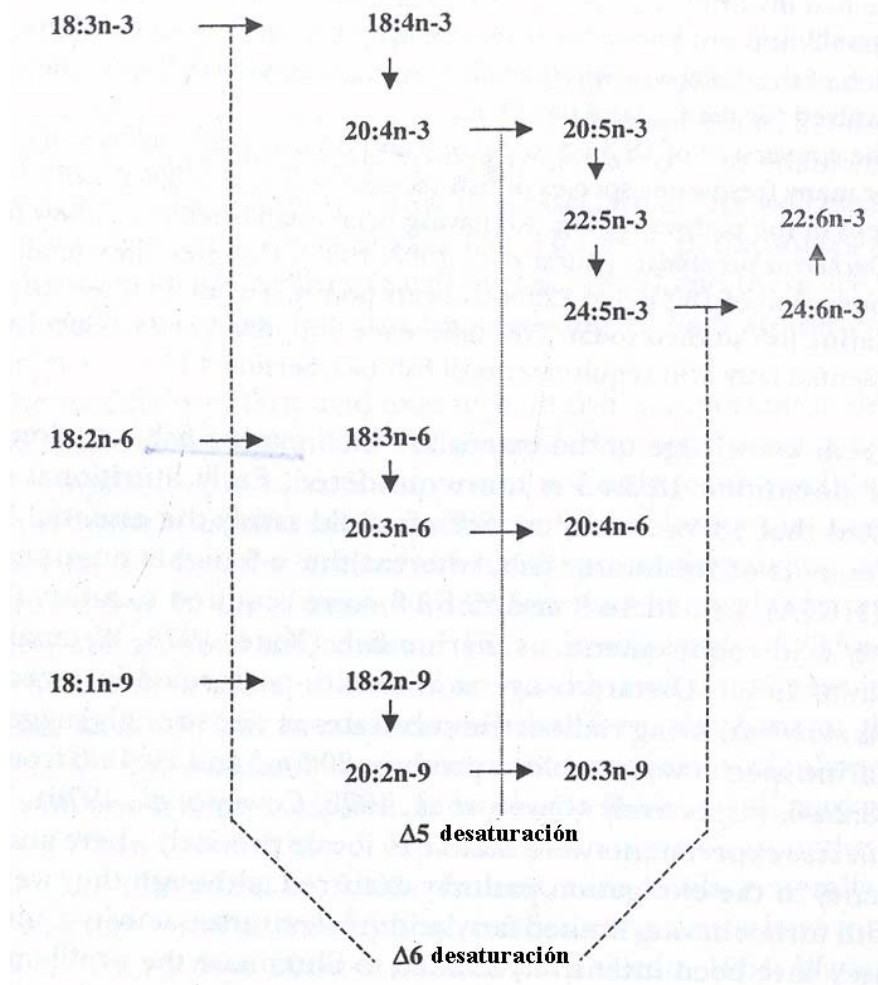 18:3n-3 18:4n-3
20:4n-3 20:5n-3
22:5n-3 22:6n-3
24:5n-3 24:6n-3
18:2n-6 18:3n-6
20:3n-6 20:4n-6
18:1n-9 18:2n-9
20:2n-9 20:3n-9
Δ5 desaturación
Δ6 desaturación